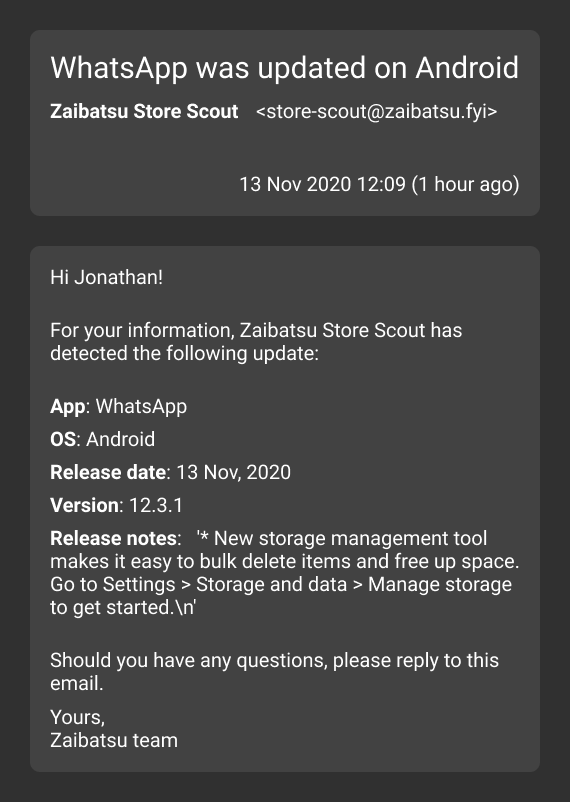 WhatsApp was updated on Android
Zaibatsu Store Scout <store-scout@zaibatsu.fyi>
13 Nov 2020 12:09 (1 hour ago)
Hi Jonathan!
For your information, Zaibatsu Store Scout has
detected the following update:
App: WhatsApp
OS: Android
Release date: 13 Nov, 2020
Version: 12.3.1
Release notes: '* New storage management tool
makes it easy to bulk delete items and free up space.
Go to Settings > Storage and data > Manage storage
to get started.\n'
Should you have any questions, please reply to this
email.
Yours,
Zaibatsu team